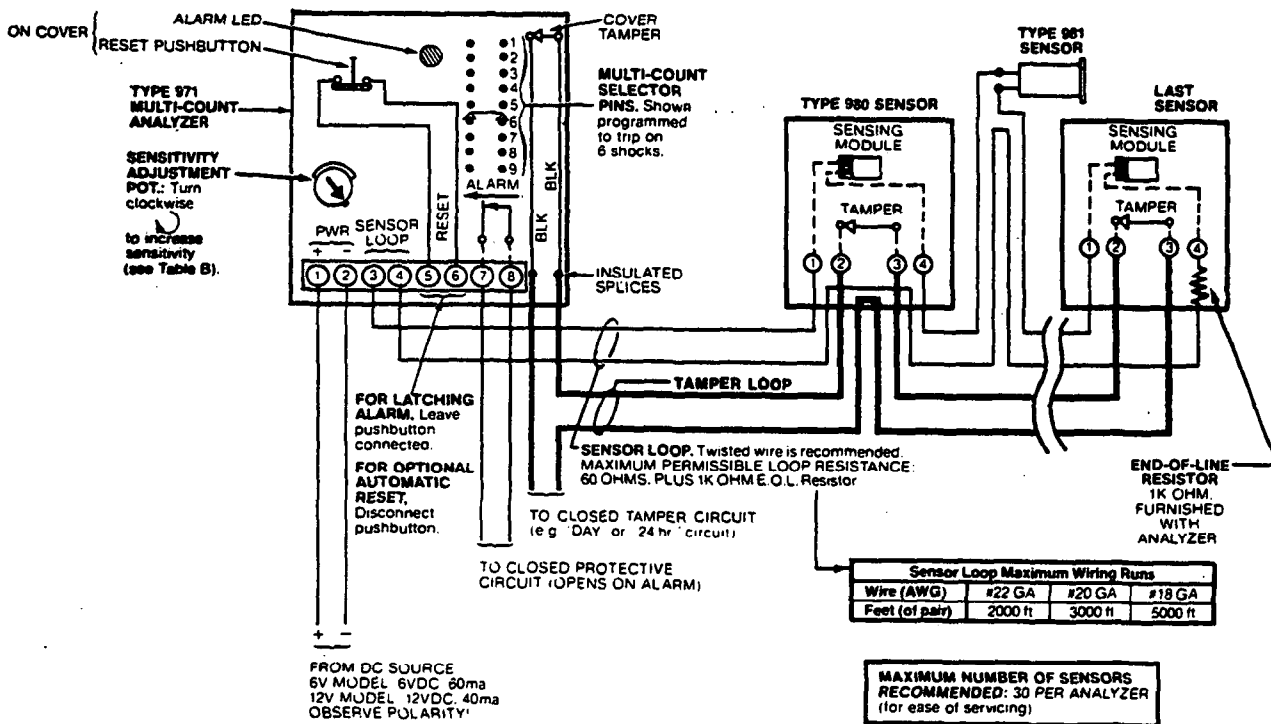 ON COVER
ALARM LED
RESET PUSHBUTTON
TYPE 971
MULTI-COUNT
ANALYZER
SENSITIVITY
ADJUSTMENT
POT.: Turn
clockwise
to increase
sensitivity
(see Table B).
1
2
3
4
5
6
7
8
9
COVER
TAMPER
MULTI-COUNT
SELECTOR
PINS. Shown
programmed
to trip on
6 shocks.
ALARM
RESET
BLK
BLK
PWR
+ −
SENSOR
LOOP
1 2 3 4 5 6 7 8
INSULATED
SPLICES
TYPE 980 SENSOR
SENSING
MODULE
TAMPER
1 2 3 4
TYPE 981
SENSOR
LAST
SENSOR
SENSING
MODULE
TAMPER
1 2 3 4
TAMPER LOOP
FOR LATCHING
ALARM, Leave
pushbutton
connected.
FOR OPTIONAL
AUTOMATIC
RESET,
Disconnect
pushbutton.
SENSOR LOOP. Twisted wire is recommended.
MAXIMUM PERMISSIBLE LOOP RESISTANCE:
60 OHMS. PLUS 1K OHM E.O.L. Resistor
TO CLOSED TAMPER CIRCUIT
(e g DAY or 24 hr circuit)
TO CLOSED PROTECTIVE
CIRCUIT (OPENS ON ALARM)
END-OF-LINE
RESISTOR
1K OHM.
FURNISHED
WITH
ANALYZER
Sensor Loop Maximum Wiring Runs
Wire (AWG) #22 GA #20 GA #18 GA
Feet (of pair) 2000 ft 3000 ft 5000 ft
+ −
FROM DC SOURCE
6V MODEL 6VDC 60ma
12V MODEL 12VDC. 40ma
OBSERVE POLARITY!
MAXIMUM NUMBER OF SENSORS
RECOMMENDED: 30 PER ANALYZER
(for ease of servicing)